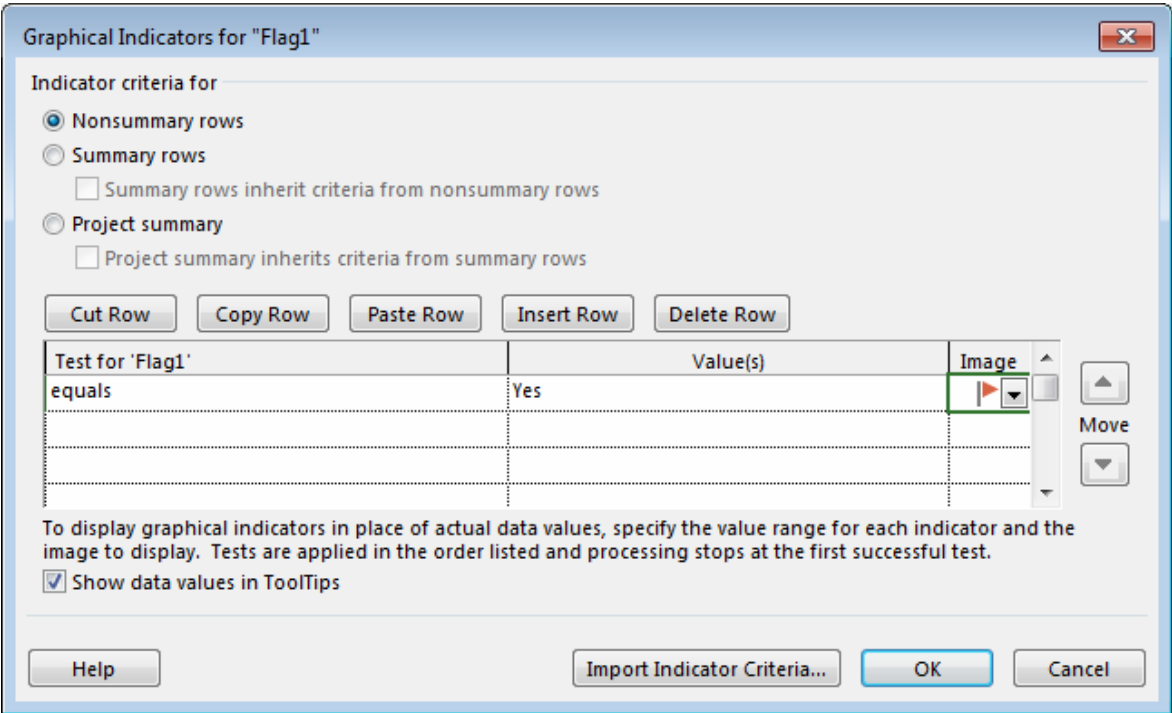 Graphical Indicators for "Flag1"
Indicator criteria for
Nonsummary rows
Summary rows
Summary rows inherit criteria from nonsummary rows
Project summary
Project summary inherits criteria from summary rows
Cut Row Copy Row Paste Row Insert Row Delete Row
Test for 'Flag1' Value(s) Image
equals Yes
Move
To display graphical indicators in place of actual data values, specify the value range for each indicator and the
image to display. Tests are applied in the order listed and processing stops at the first successful test.
Show data values in ToolTips
Help Import Indicator Criteria... OK Cancel